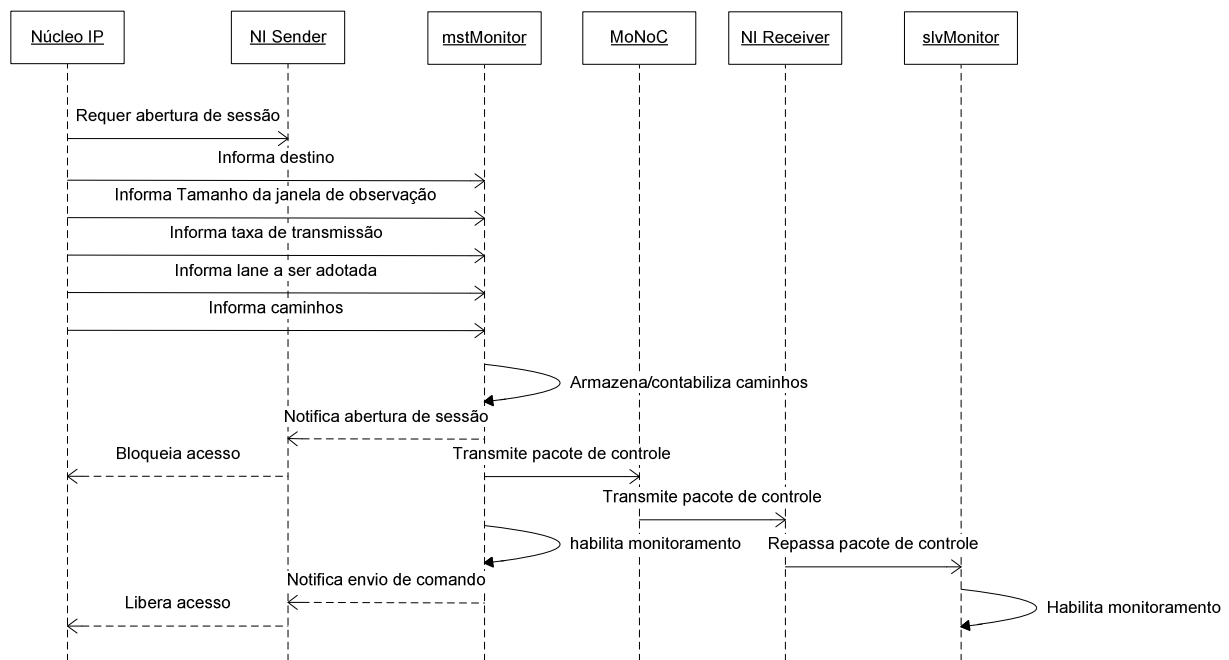 Núcleo IP
NI Sender
mstMonitor
MoNoC
NI Receiver
slvMonitor
Requer abertura de sessão
Informa destino
Informa Tamanho da janela de observação
Informa taxa de transmissão
Informa lane a ser adotada
Informa caminhos
Armazena/contabiliza caminhos
Notifica abertura de sessão
Bloqueia acesso
Transmite pacote de controle
Transmite pacote de controle
habilita monitoramento
Repassa pacote de controle
Notifica envio de comando
Libera acesso
Habilita monitoramento